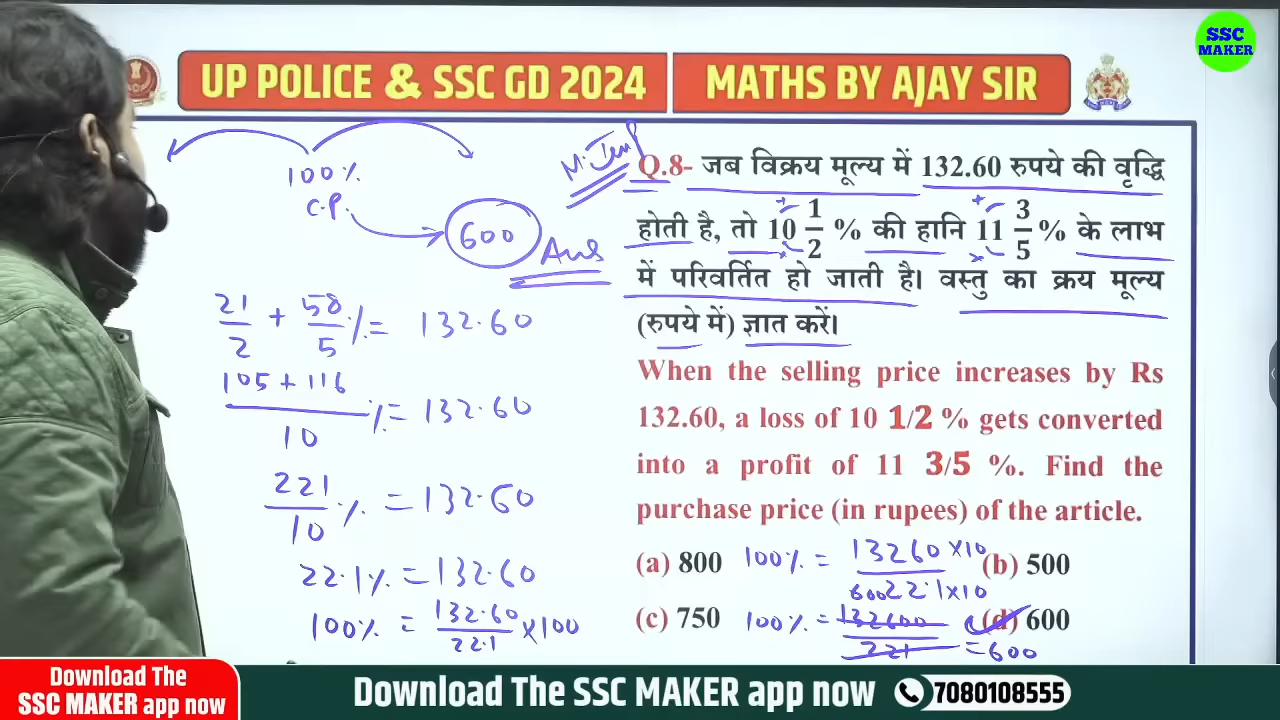 SSC
MAKER
UP POLICE & SSC GD 2024
MATHS BY AJAY SIR
100%
C.P.
600
Ans
21/2 + 58/5 % = 132.60
105+116/10 % = 132.60
221/10 % = 132.60
22.1% = 132.60
100% = 132.60/22.1 ×100
M. Imp
Q.8- जब विक्रय मूल्य में 132.60 रुपये की वृद्धि
होती है, तो 10 1/2 % की हानि 11 3/5 % के लाभ
में परिवर्तित हो जाती है। वस्तु का क्रय मूल्य
(रुपये में) ज्ञात करें।
When the selling price increases by Rs
132.60, a loss of 10 1/2 % gets converted
into a profit of 11 3/5 %. Find the
purchase price (in rupees) of the article.
(a) 800 (b) 500
(c) 750 (d) 600
100% = 13260×10/22.1×10
100% = 132600/221 = 600
600
Download The
SSC MAKER app now
Download The SSC MAKER app now
7080108555